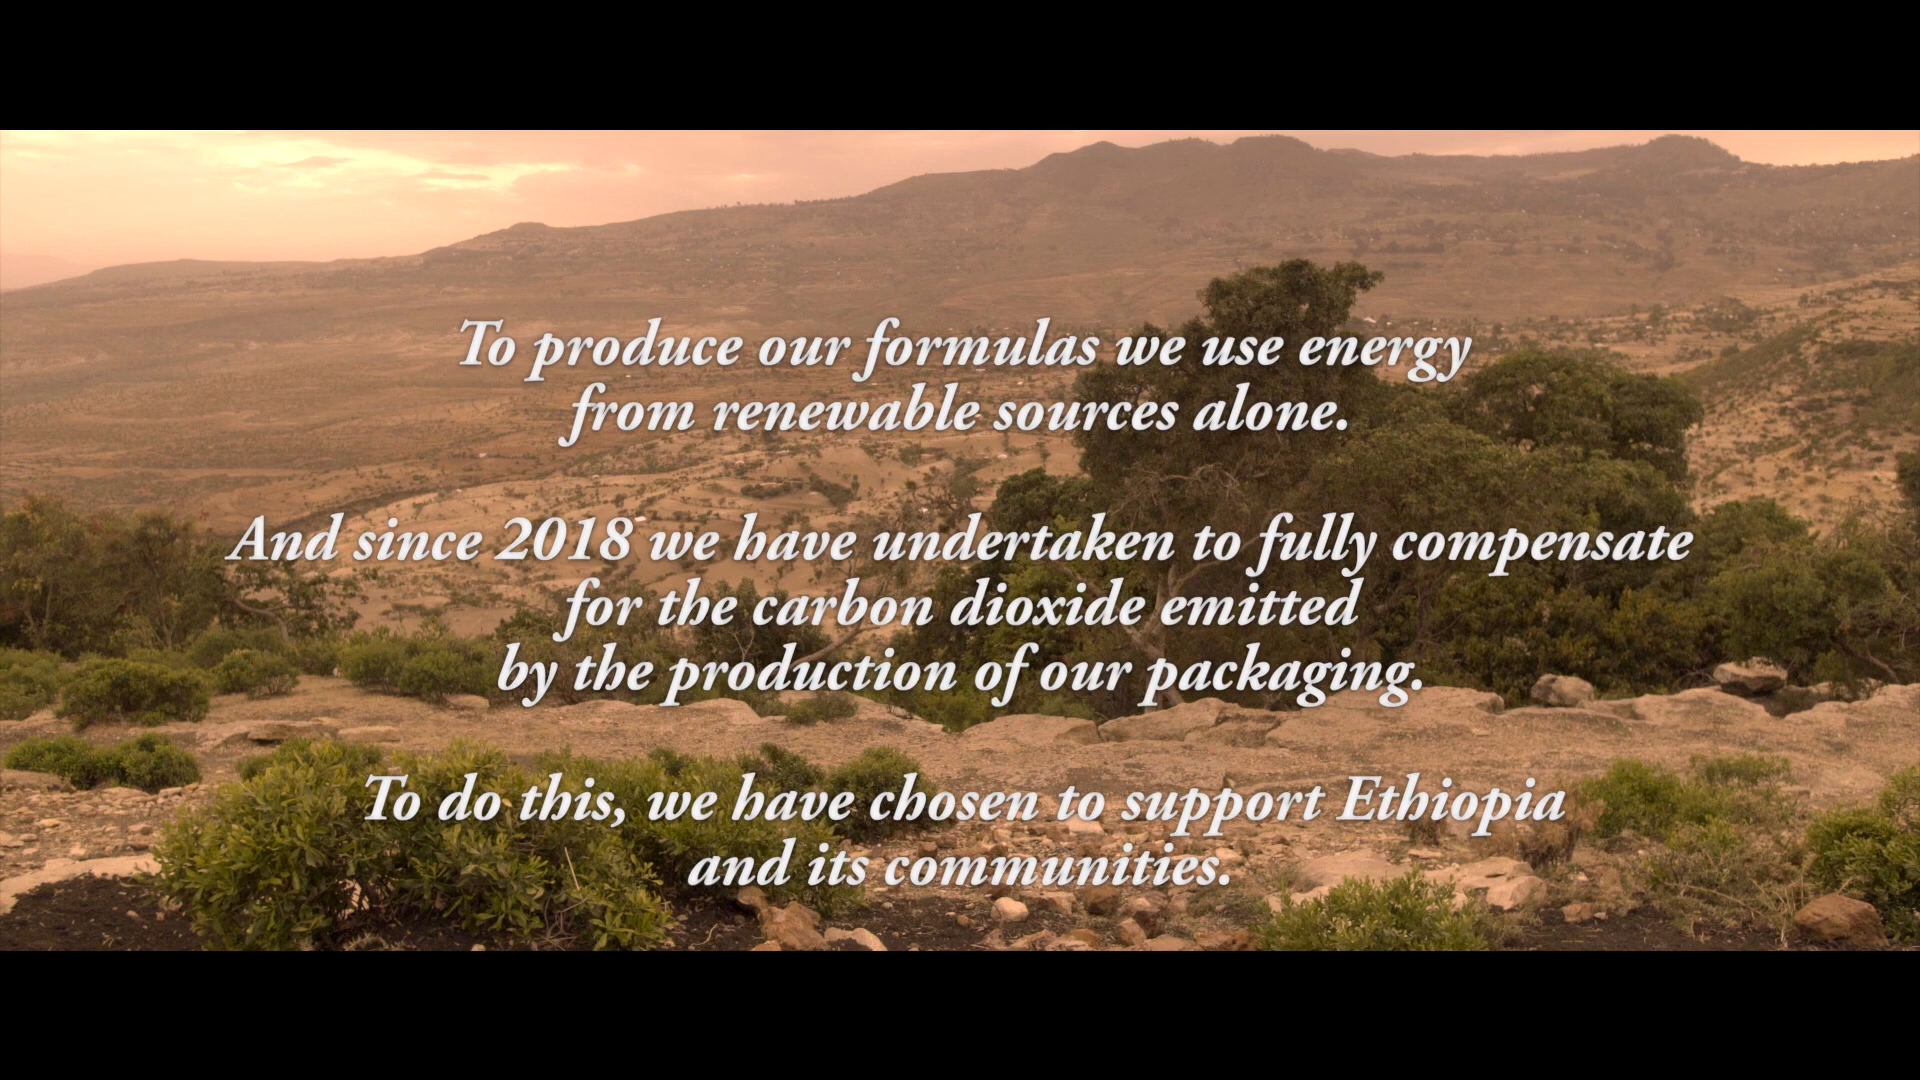 To produce our formulas we use energy
from renewable sources alone.
And since 2018 we have undertaken to fully compensate
for the carbon dioxide emitted
by the production of our packaging.
To do this, we have chosen to support Ethiopia
and its communities.